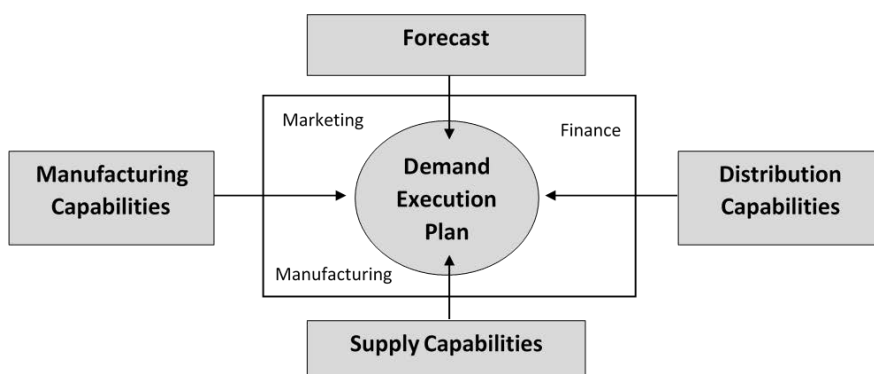 Forecast
Marketing
Finance
Manufacturing
Capabilities
Demand
Execution
Plan
Distribution
Capabilities
Manufacturing
Supply Capabilities